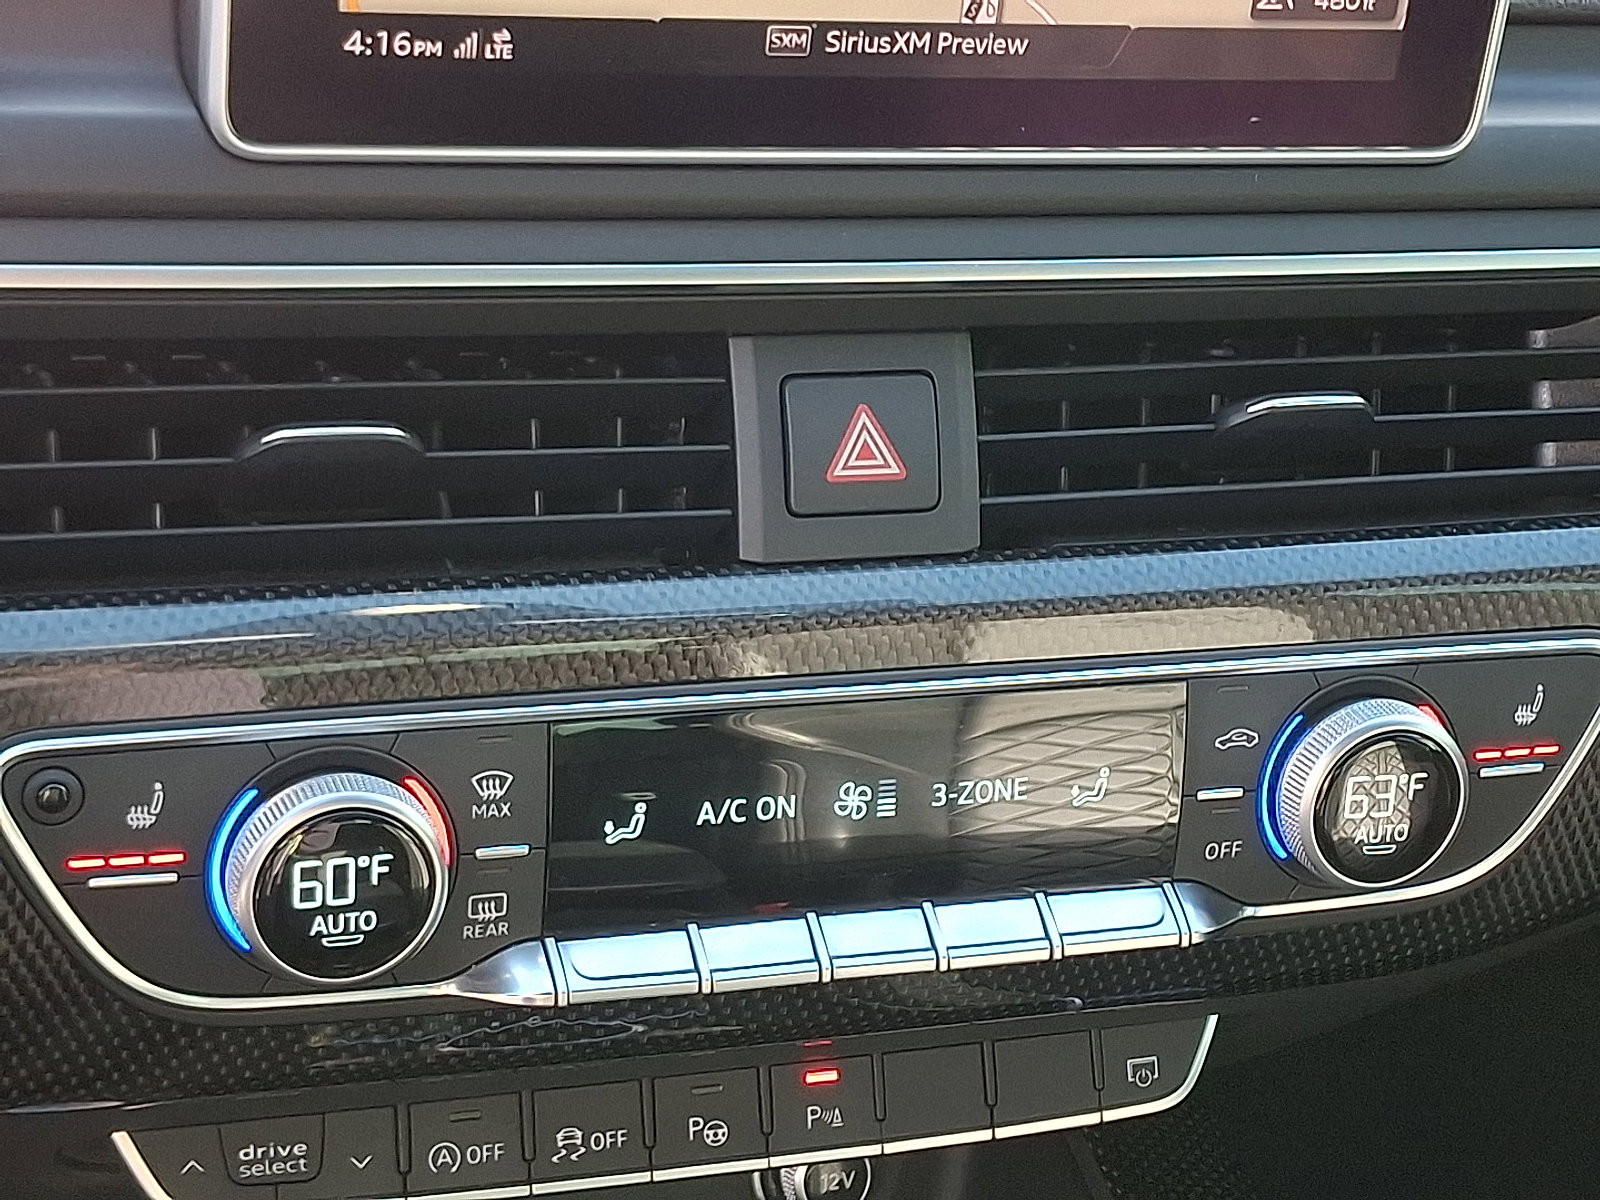 480ft
4:16PM LTE SXM SiriusXM Preview
MAX
60°F
AUTO
REAR
A/C ON
3-ZONE
OFF
63°F
AUTO
drive
select
A OFF
OFF
P
P
12V